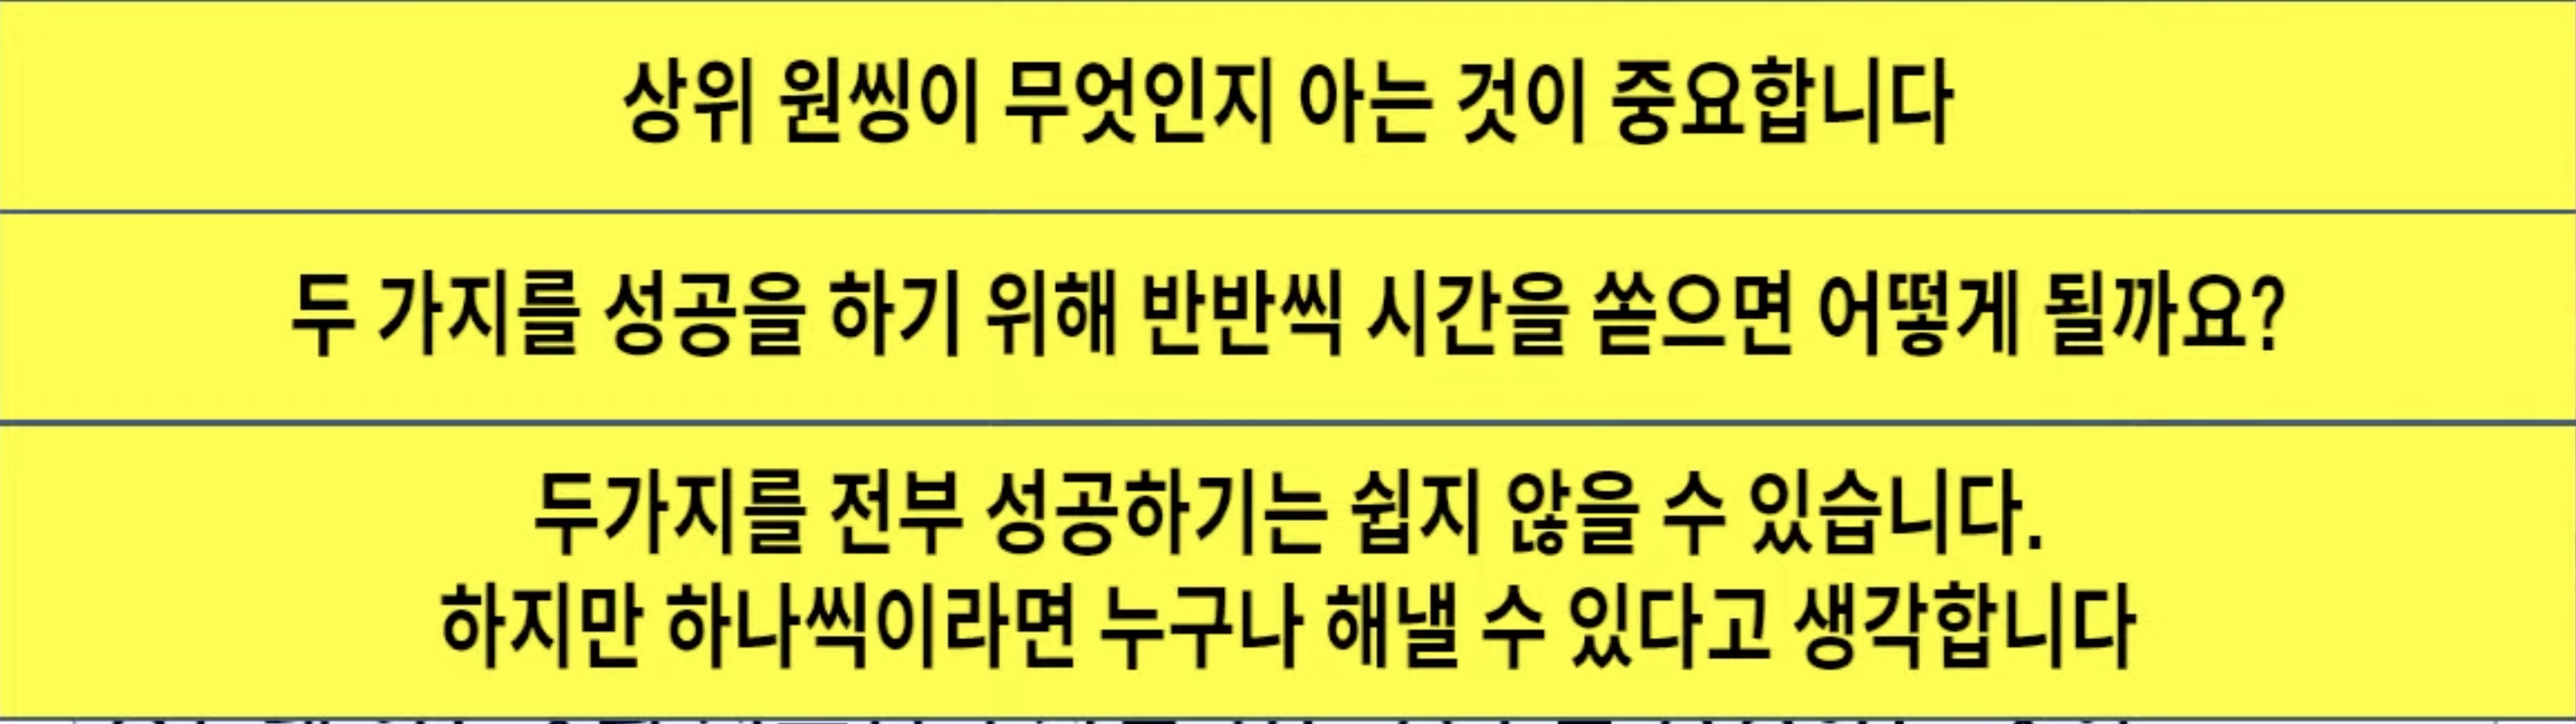 상위 원씽이 무엇인지 아는 것이 중요합니다
두 가지를 성공을 하기 위해 반반씩 시간을 쏟으면 어떻게 될까요?
두가지를 전부 성공하기는 쉽지 않을 수 있습니다.
하지만 하나씩이라면 누구나 해낼 수 있다고 생각합니다